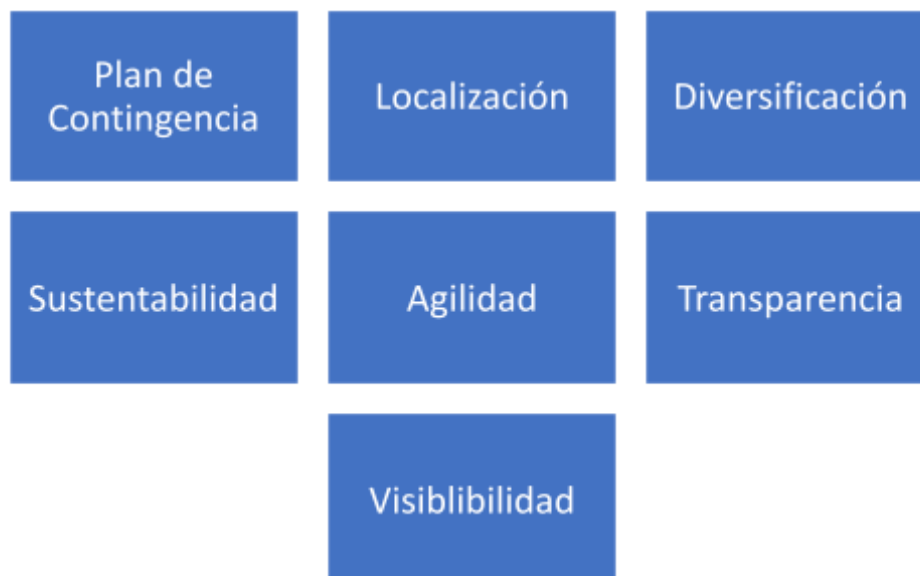 Plan de
Contingencia
Localización
Diversificación
Sustentabilidad
Agilidad
Transparencia
Visiblibilidad